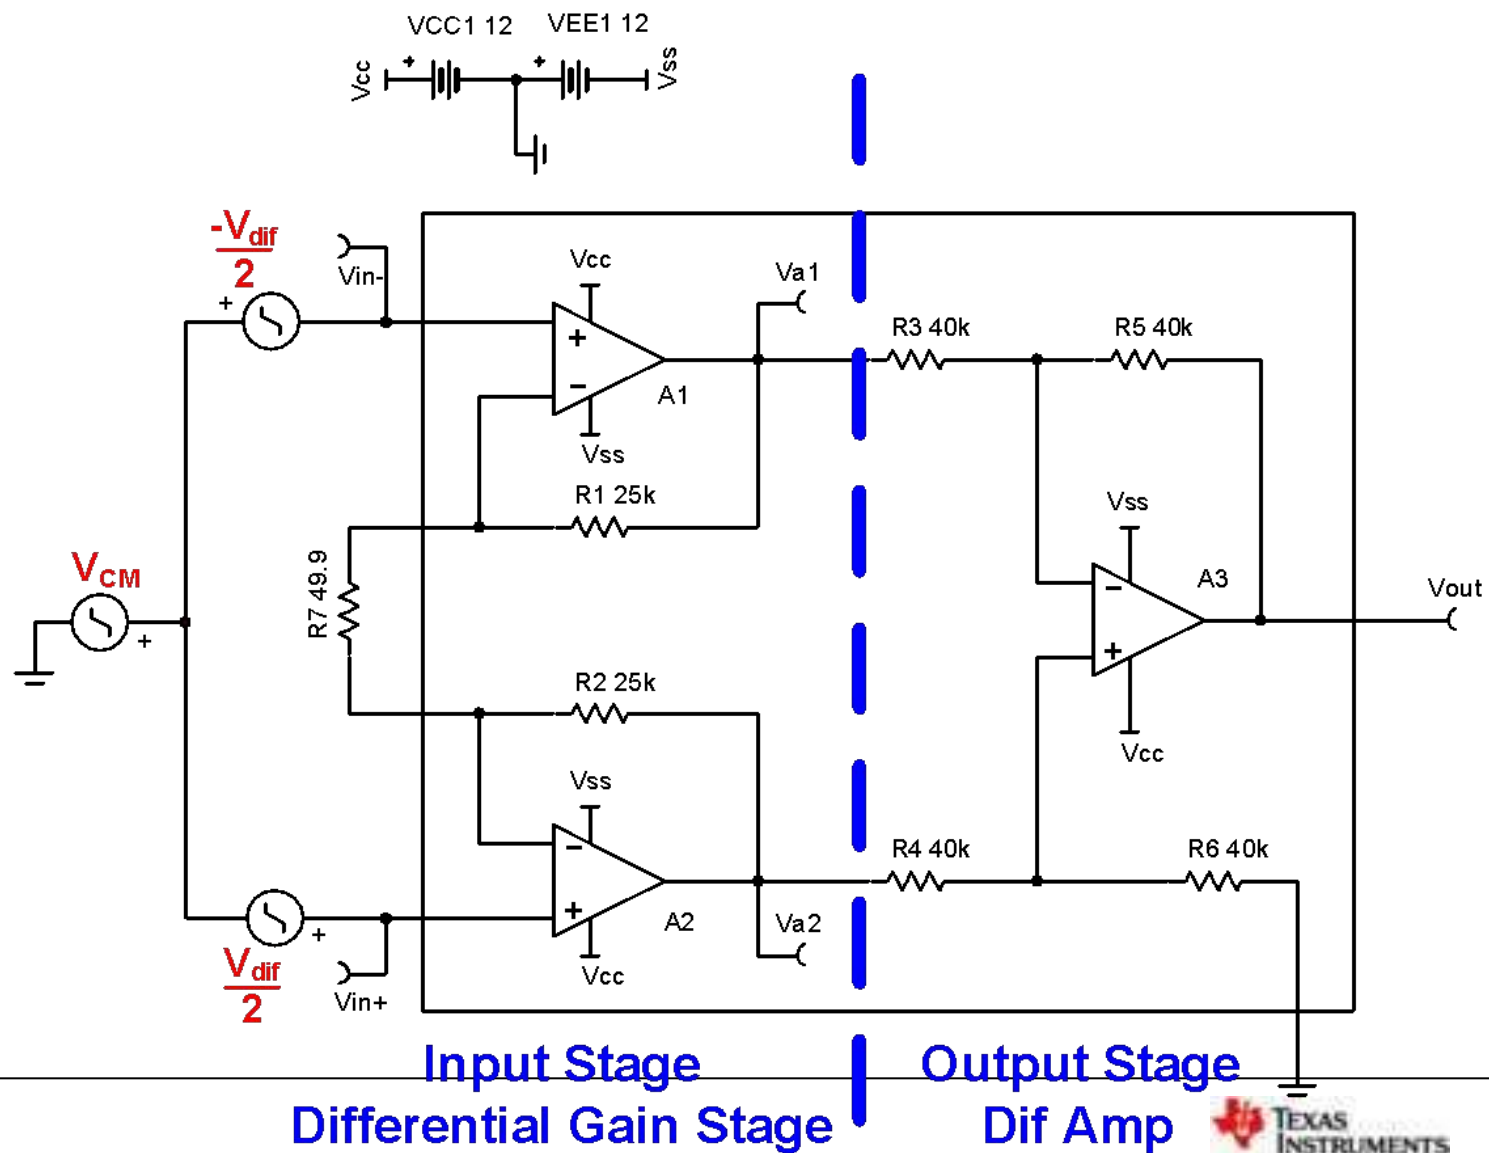 VCC1 12
VEE1 12
Vcc
+
+
Vss
-Vdif
2
Vin-
+
Vcc
+
-
A1
Vss
Va1
R3 40k
R5 40k
R1 25k
VCM
+
R7 49.9
Vss
-
+
A3
Vcc
Vout
R2 25k
Vss
-
+
A2
Vcc
R4 40k
R6 40k
Va2
+
Vdif
2
Vin+
Input Stage
Differential Gain Stage
Output Stage
Dif Amp
TEXAS
INSTRUMENTS